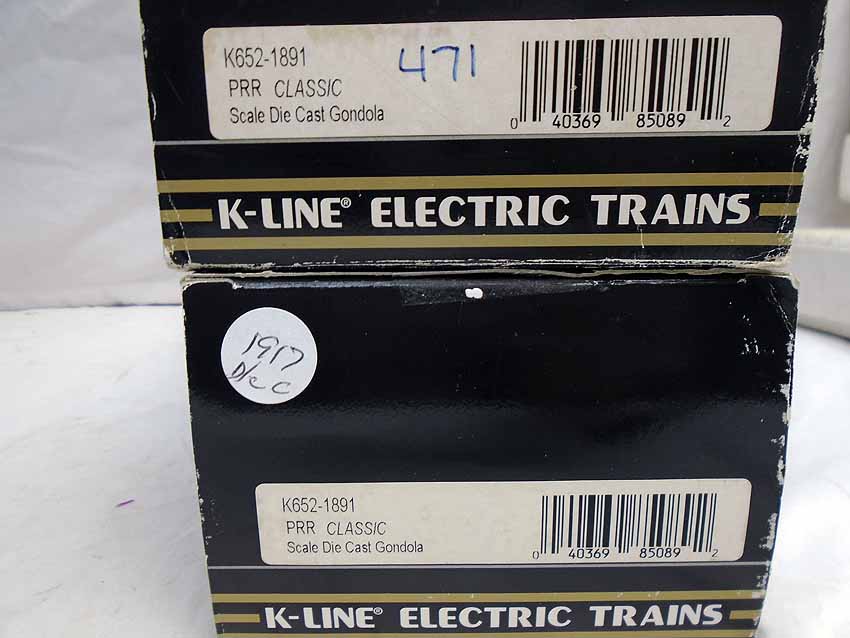 K652-1891
PRR CLASSIC
Scale Die Cast Gondola
471
0 40369 85089 2
K-LINE® ELECTRIC TRAINS
1917
K652-1891
PRR CLASSIC
Scale Die Cast Gondola
0 40369 85089 2
K-LINE® ELECTRIC TRAINS